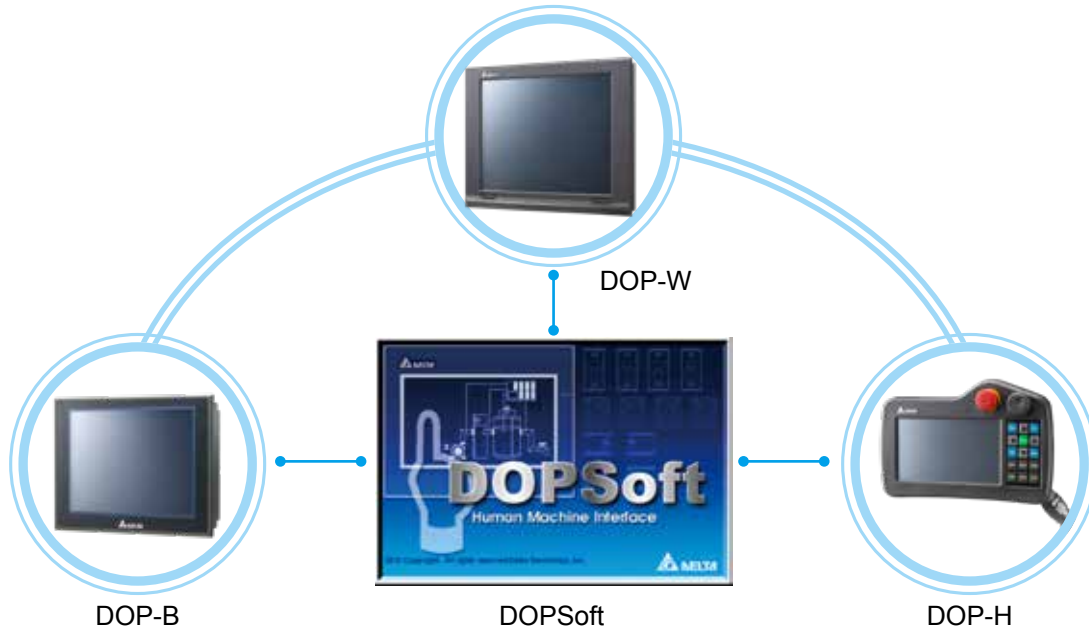 DOP-W
DELTA
DOPSoft
Human Machine Interface
DELTA
DOP-B
DOPSoft
DOP-H